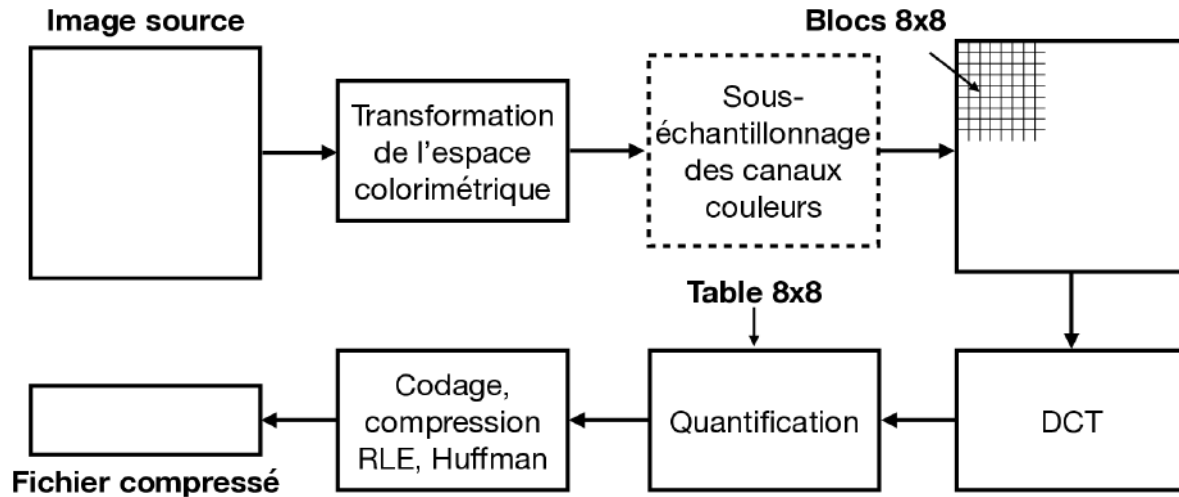 Image source
Blocs 8x8
Transformation
de l’espace
colorimétrique
Sous-
échantillonnage
des canaux
couleurs
Table 8x8
Codage,
compression
RLE, Huffman
Quantification
DCT
Fichier compressé